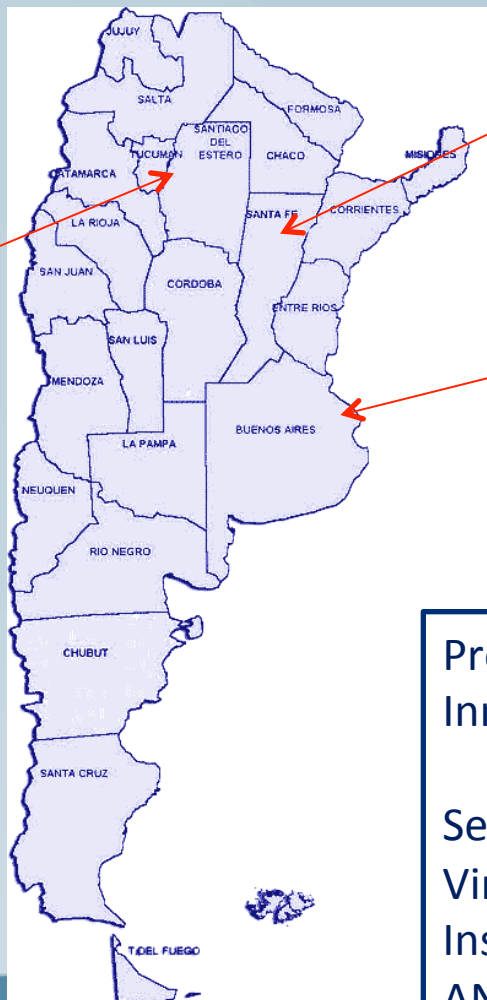 JUJUY
SALTA
FORMOSA
SANTIAGO
DEL
ESTERO
TUCUMAN
CHACO
MISIONES
CATAMARCA
SANTA FE
CORRIENTES
LA RIOJA
SAN JUAN
CORDOBA
ENTRE RIOS
SAN LUIS
MENDOZA
BUENOS AIRES
LA PAMPA
NEUQUEN
RIO NEGRO
CHUBUT
SANTA CRUZ
T.DEL FUEGO
Pr
In
Se
Vir
Ins
AN